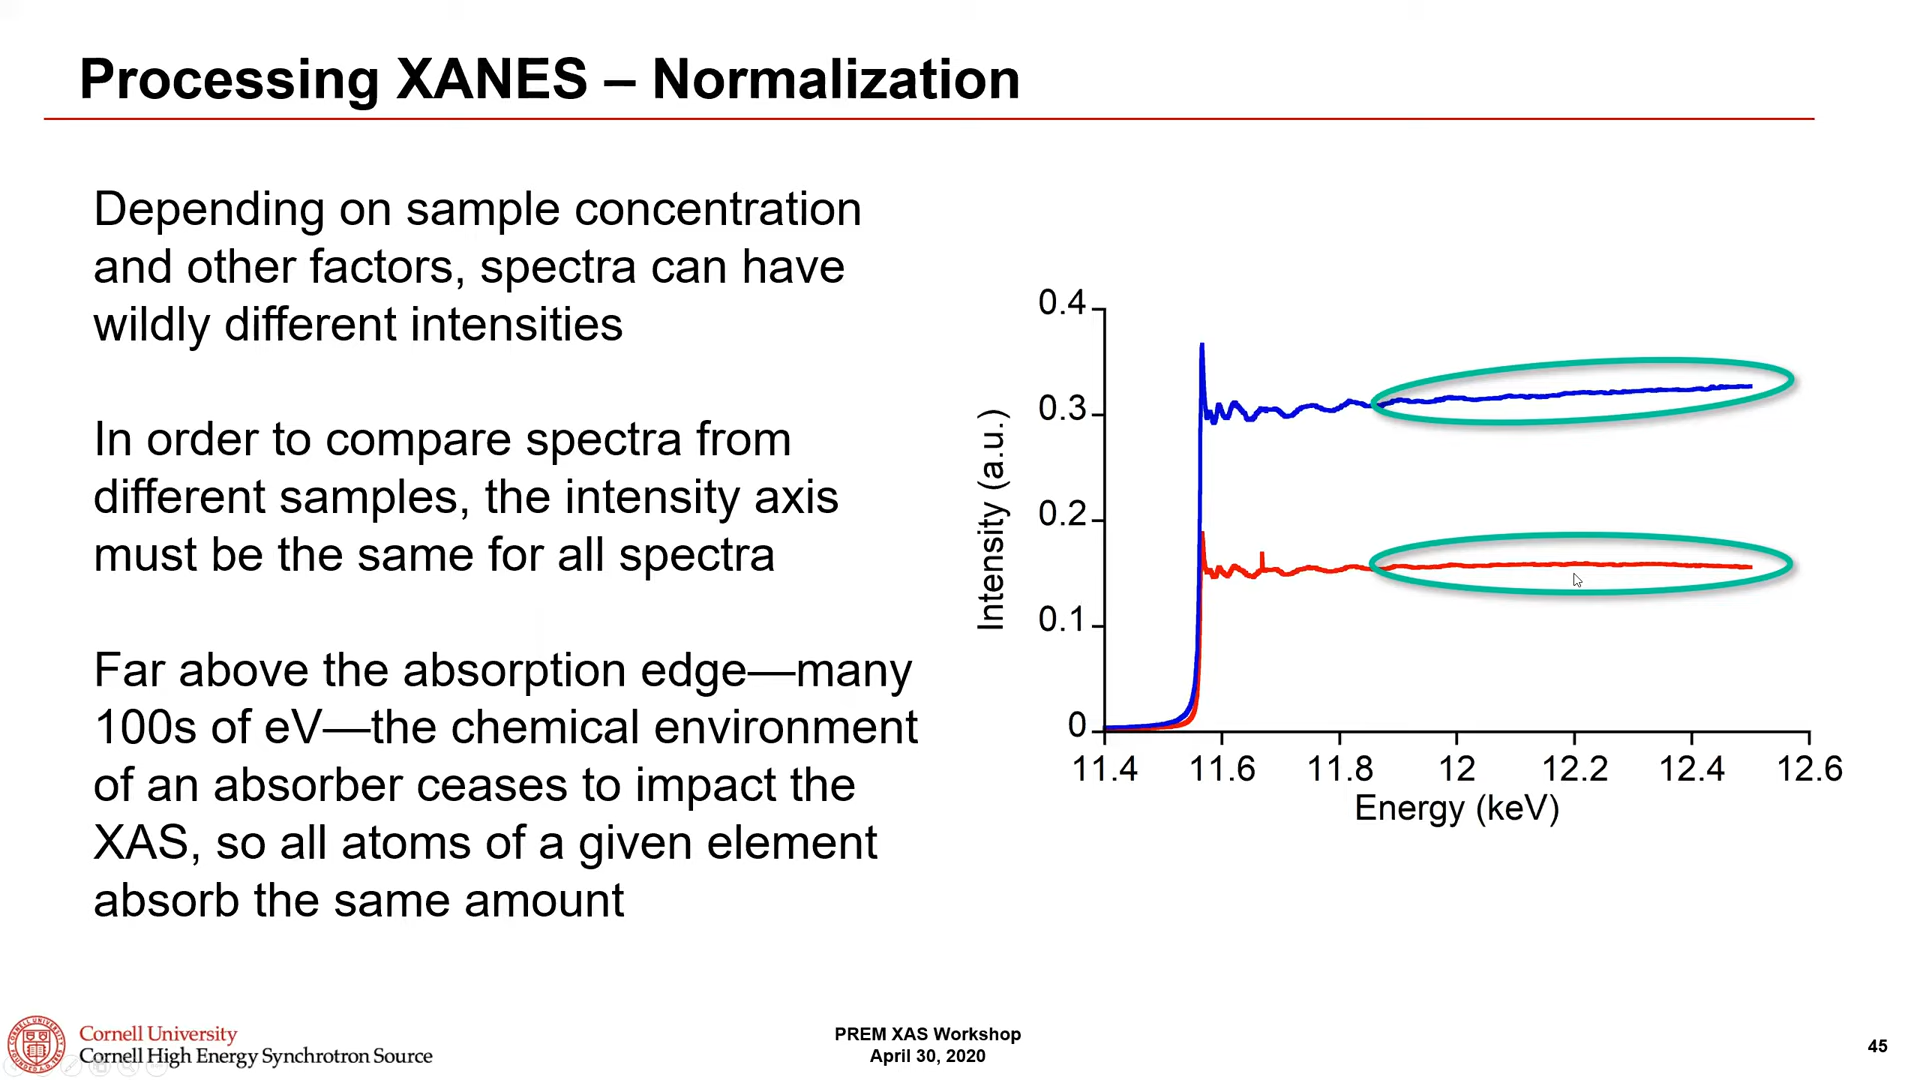 Processing XANES – Normalization
Depending on sample concentration
and other factors, spectra can have
wildly different intensities
In order to compare spectra from
different samples, the intensity axis
must be the same for all spectra
Far above the absorption edge—many
100s of eV—the chemical environment
of an absorber ceases to impact the
XAS, so all atoms of a given element
absorb the same amount
Intensity (a.u.)
0.4
0.3
0.2
0.1
0
11.4 11.6 11.8 12 12.2 12.4 12.6
Energy (keV)
Cornell University
Cornell High Energy Synchrotron Source
PREM XAS Workshop
April 30, 2020
45